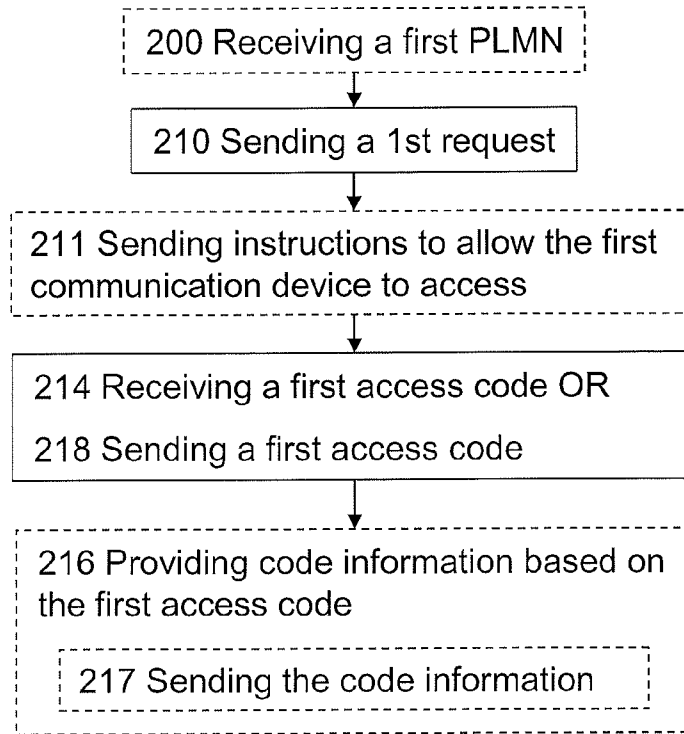 200 Receiving a first PLMN
210 Sending a 1st request
211 Sending instructions to allow the first
communication device to access
214 Receiving a first access code OR
218 Sending a first access code
216 Providing code information based on
the first access code
217 Sending the code information